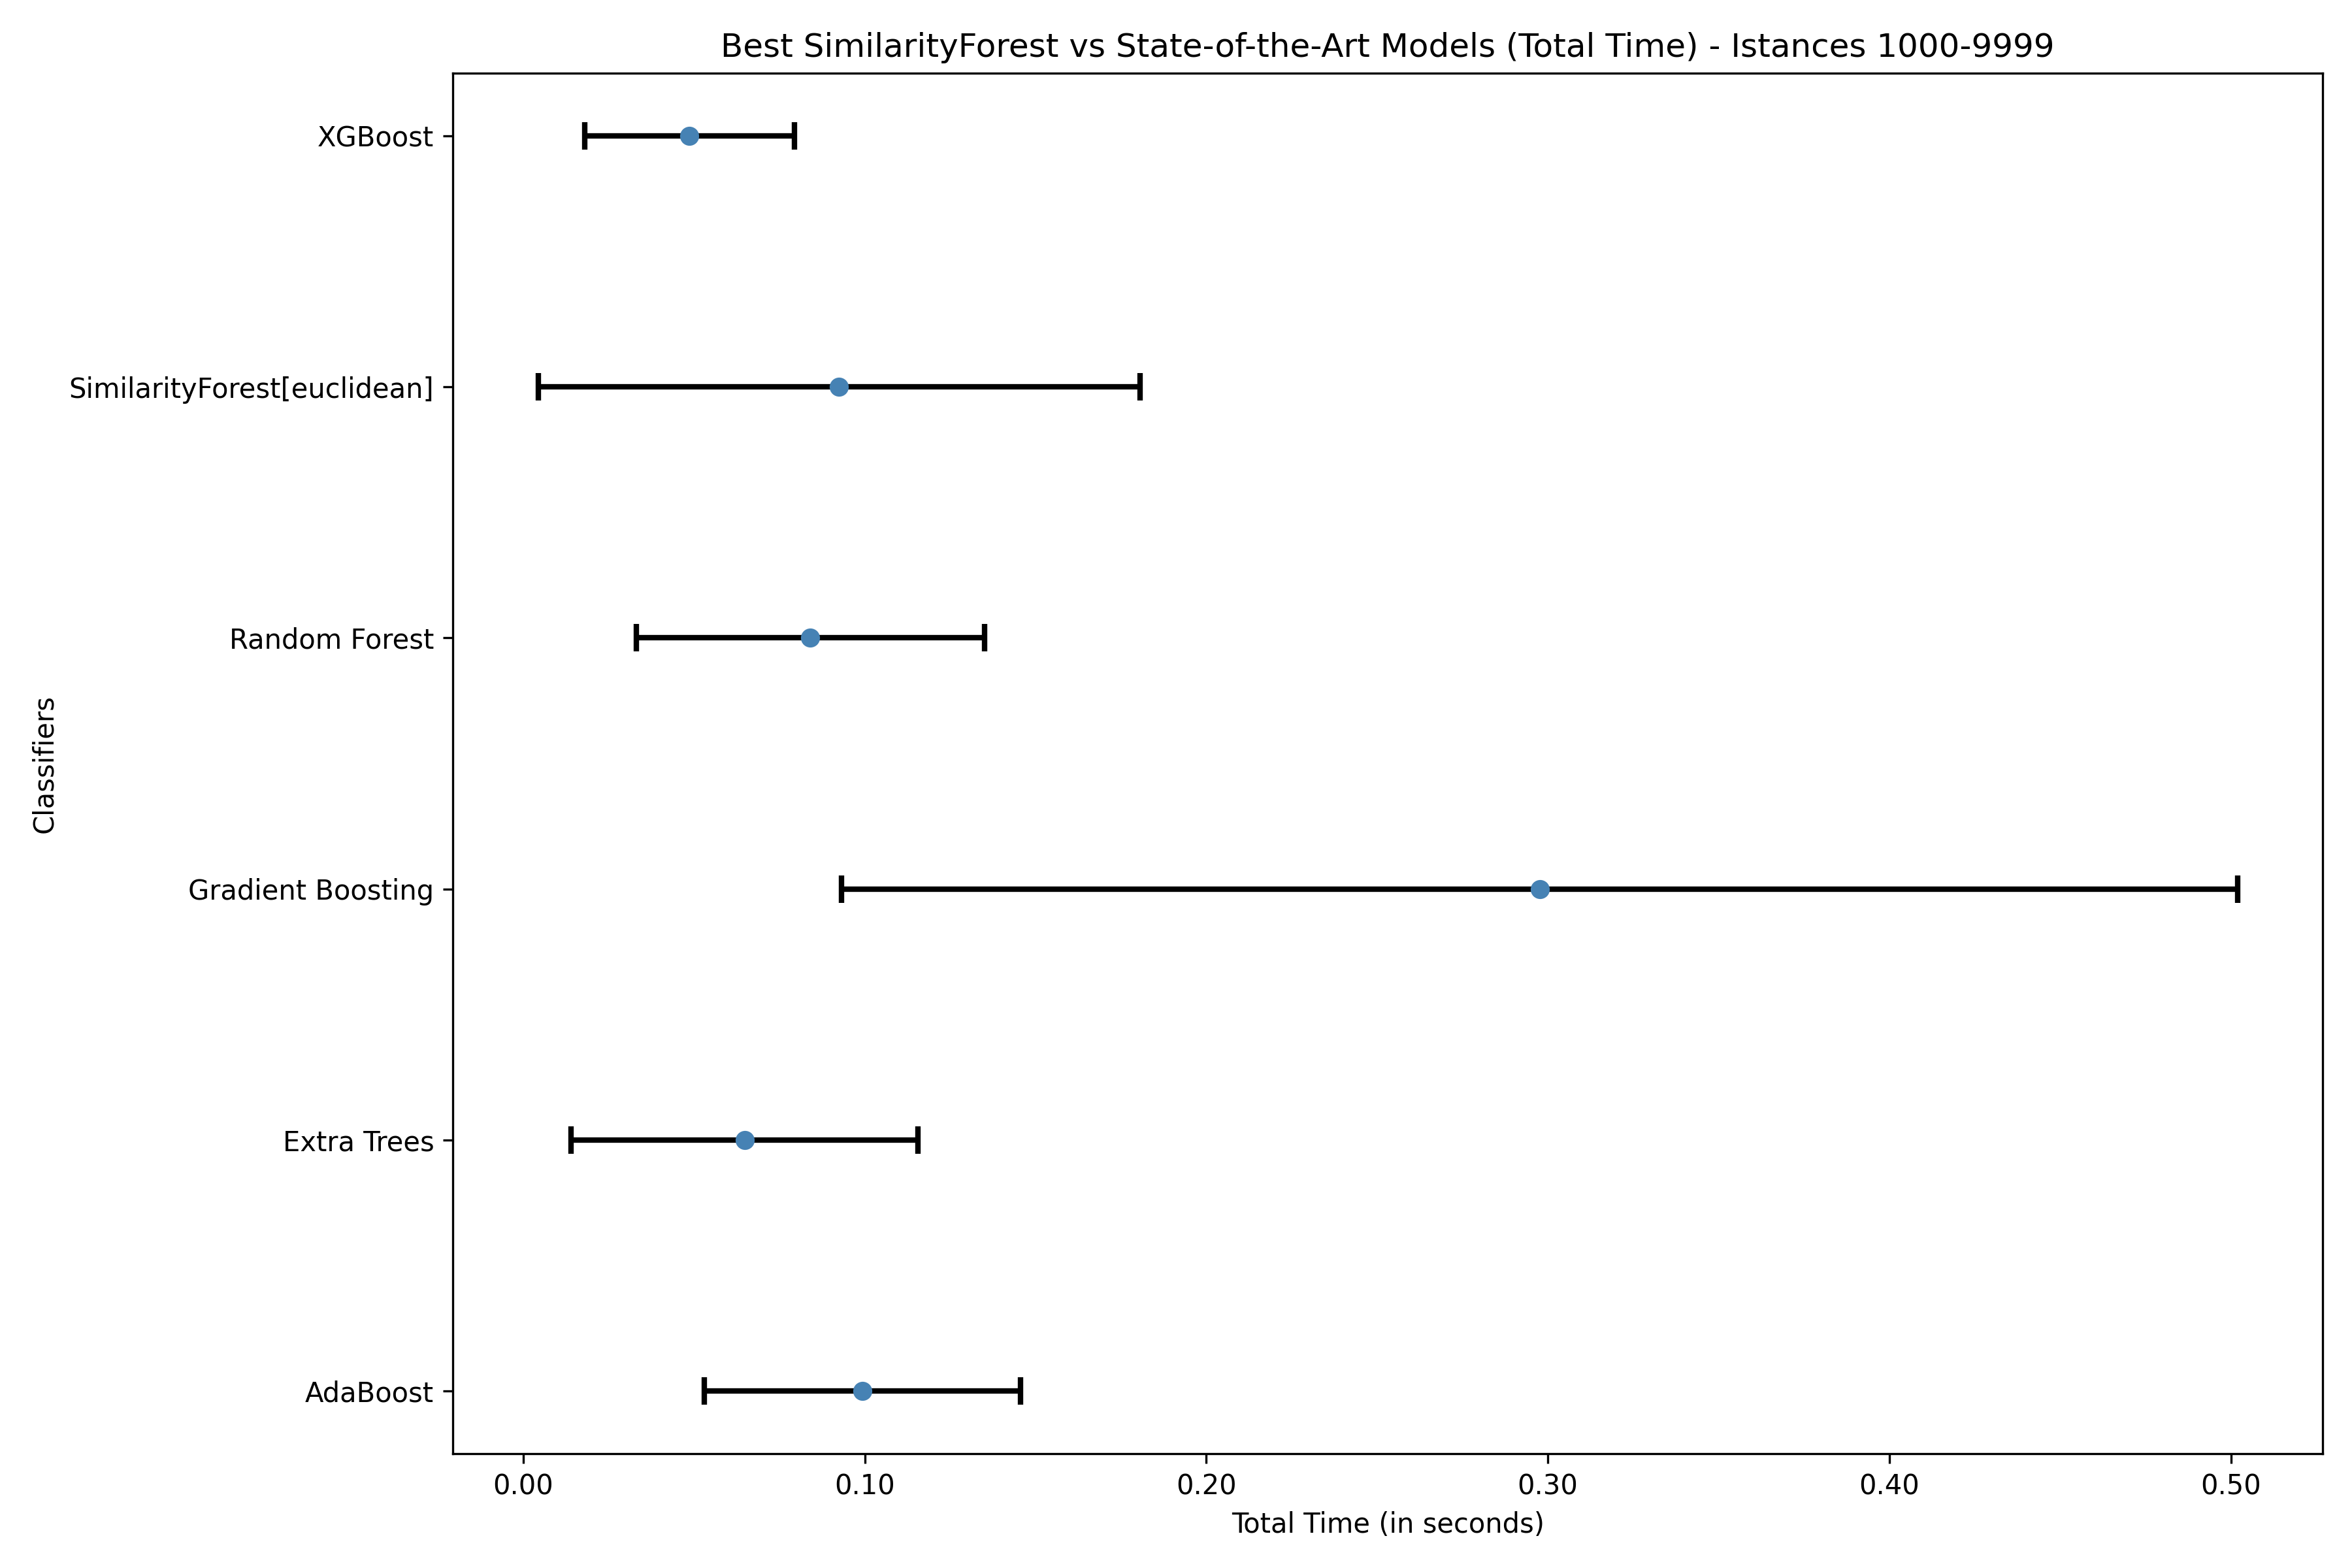 Best SimilarityForest vs State-of-the-Art Models (Total Time) - Istances 1000-9999
XGBoost
SimilarityForest[euclidean]
Random Forest
Gradient Boosting
Extra Trees
AdaBoost
Classifiers
0.00 0.10 0.20 0.30 0.40 0.50
Total Time (in seconds)